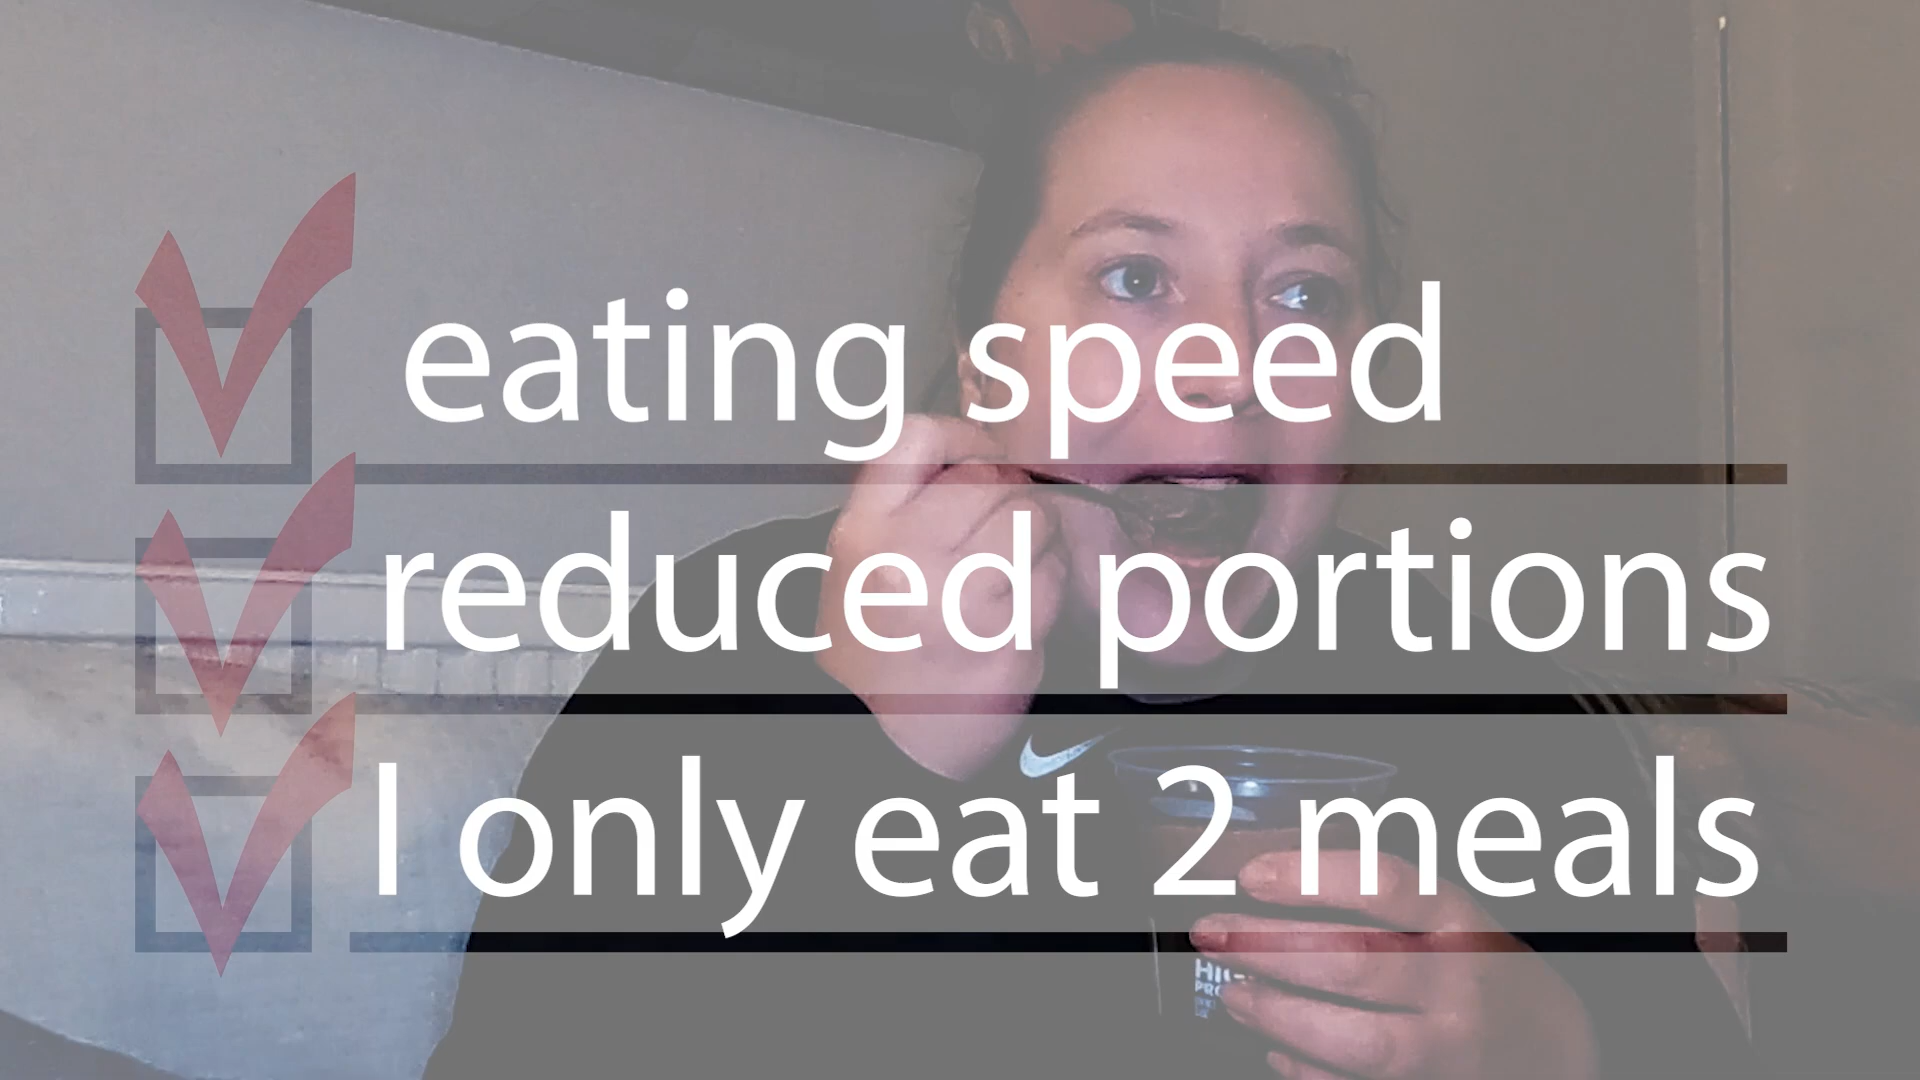 eating speed
reduced portions
I only eat 2 meals